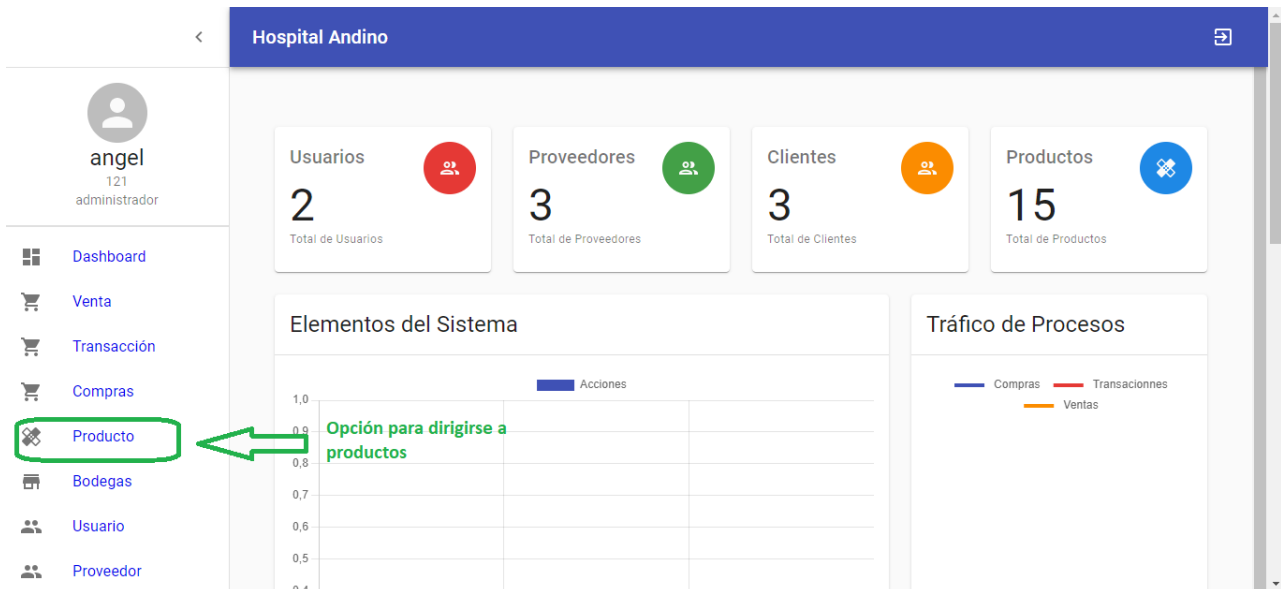 Hospital Andino
angel
121
administrador
Dashboard
Venta
Transacción
Compras
Producto
Bodegas
Usuario
Proveedor
Usuarios
2
Total de Usuarios
Proveedores
3
Total de Proveedores
Clientes
3
Total de Clientes
Productos
15
Total de Productos
Elementos del Sistema
Acciones
1,0
0,9
0,8
0,7
0,6
0,5
Opción para dirigirse a
productos
Tráfico de Procesos
Compras
Transacionnes
Ventas